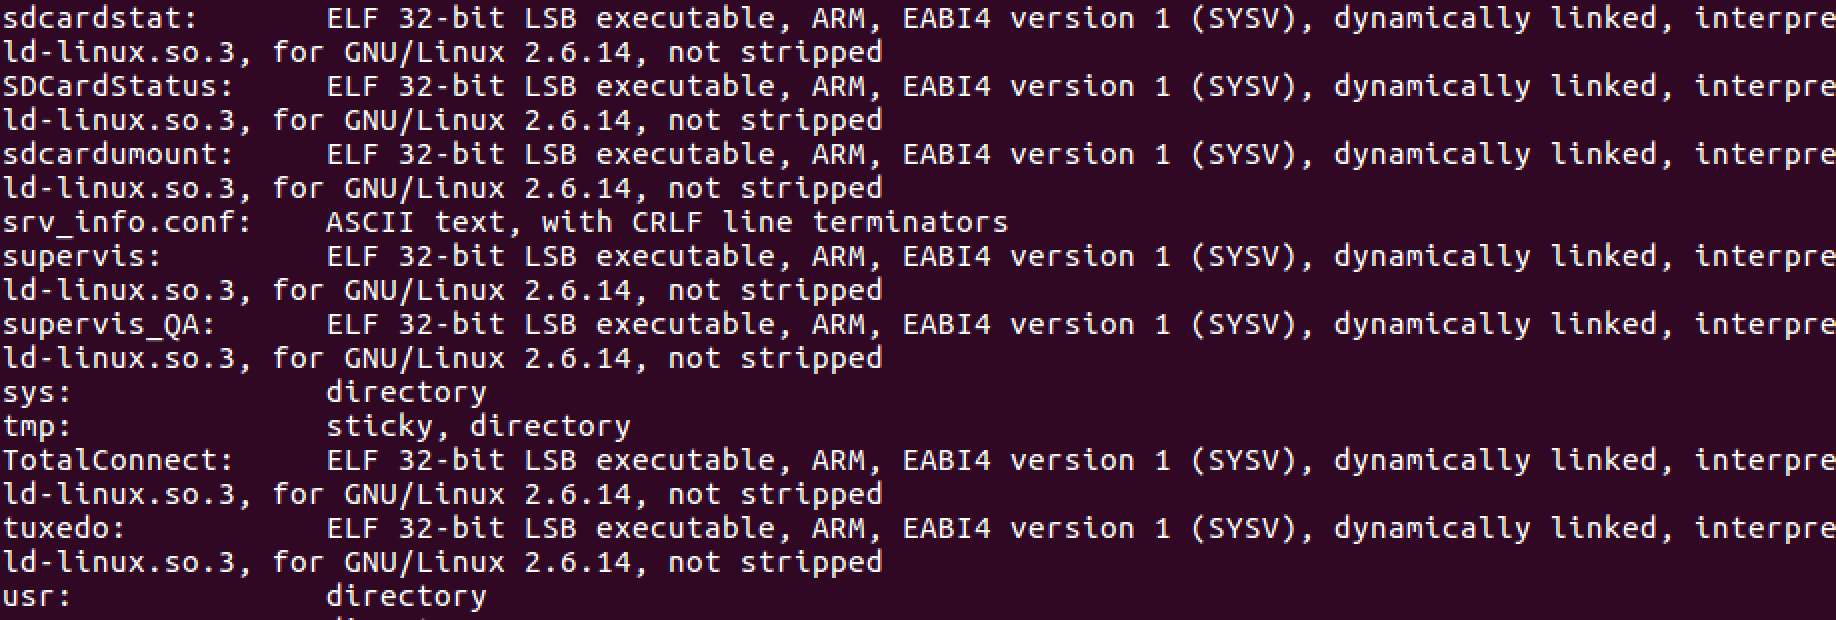 sdcardstat: ELF 32-bit LSB executable, ARM, EABI4 version 1 (SYSV), dynamically linked, interpre
ld-linux.so.3, for GNU/Linux 2.6.14, not stripped
SDCardStatus: ELF 32-bit LSB executable, ARM, EABI4 version 1 (SYSV), dynamically linked, interpre
ld-linux.so.3, for GNU/Linux 2.6.14, not stripped
sdcardumount: ELF 32-bit LSB executable, ARM, EABI4 version 1 (SYSV), dynamically linked, interpre
ld-linux.so.3, for GNU/Linux 2.6.14, not stripped
srv_info.conf: ASCII text, with CRLF line terminators
supervis: ELF 32-bit LSB executable, ARM, EABI4 version 1 (SYSV), dynamically linked, interpre
ld-linux.so.3, for GNU/Linux 2.6.14, not stripped
supervis_QA: ELF 32-bit LSB executable, ARM, EABI4 version 1 (SYSV), dynamically linked, interpre
ld-linux.so.3, for GNU/Linux 2.6.14, not stripped
sys: directory
tmp: sticky, directory
TotalConnect: ELF 32-bit LSB executable, ARM, EABI4 version 1 (SYSV), dynamically linked, interpre
ld-linux.so.3, for GNU/Linux 2.6.14, not stripped
tuxedo: ELF 32-bit LSB executable, ARM, EABI4 version 1 (SYSV), dynamically linked, interpre
ld-linux.so.3, for GNU/Linux 2.6.14, not stripped
usr: directory